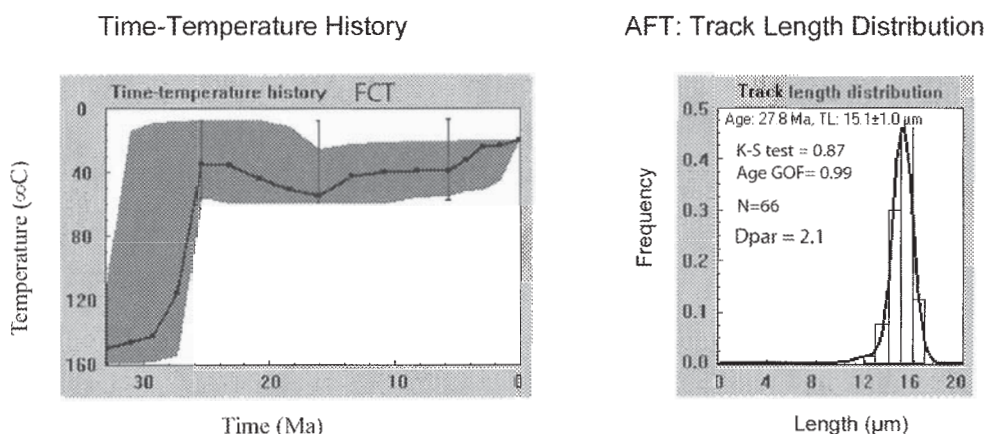 Time-Temperature History
AFT: Track Length Distribution
Time-temperature history FCT
0
40
80
120
160
30
20
10
0
Temperature (∞C)
Time (Ma)
Track length distribution
Age: 27.8 Ma, TL: 15.1±1.0 μm
K-S test = 0.87
Age GOF= 0.99
N=66
Dpar = 2.1
0.5
0.4
0.3
0.2
0.1
0.0
0
4
8
12
16
20
Frequency
Length (μm)